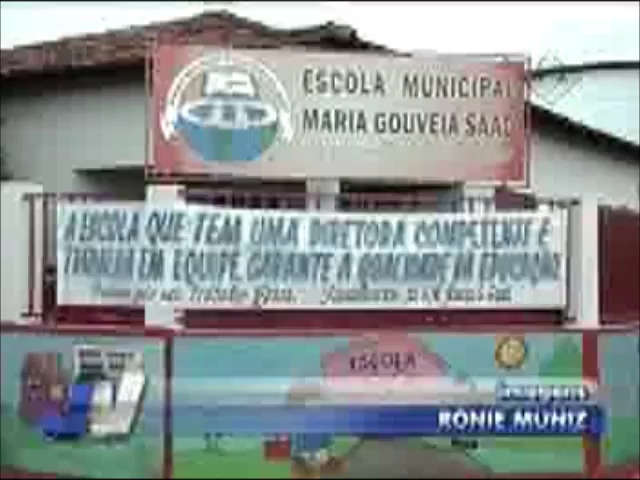 ESCOLA MUNICIPAL
MARIA GOUVEIA SAAD
A ESCOLA QUE TEM UMA DIRETORA COMPETENTE E
TRABALHA EM EQUIPE, GARANTE A QUALIDADE DA EDUCAÇÃO
ESCOLA
imagens
RONIE MUNIZ